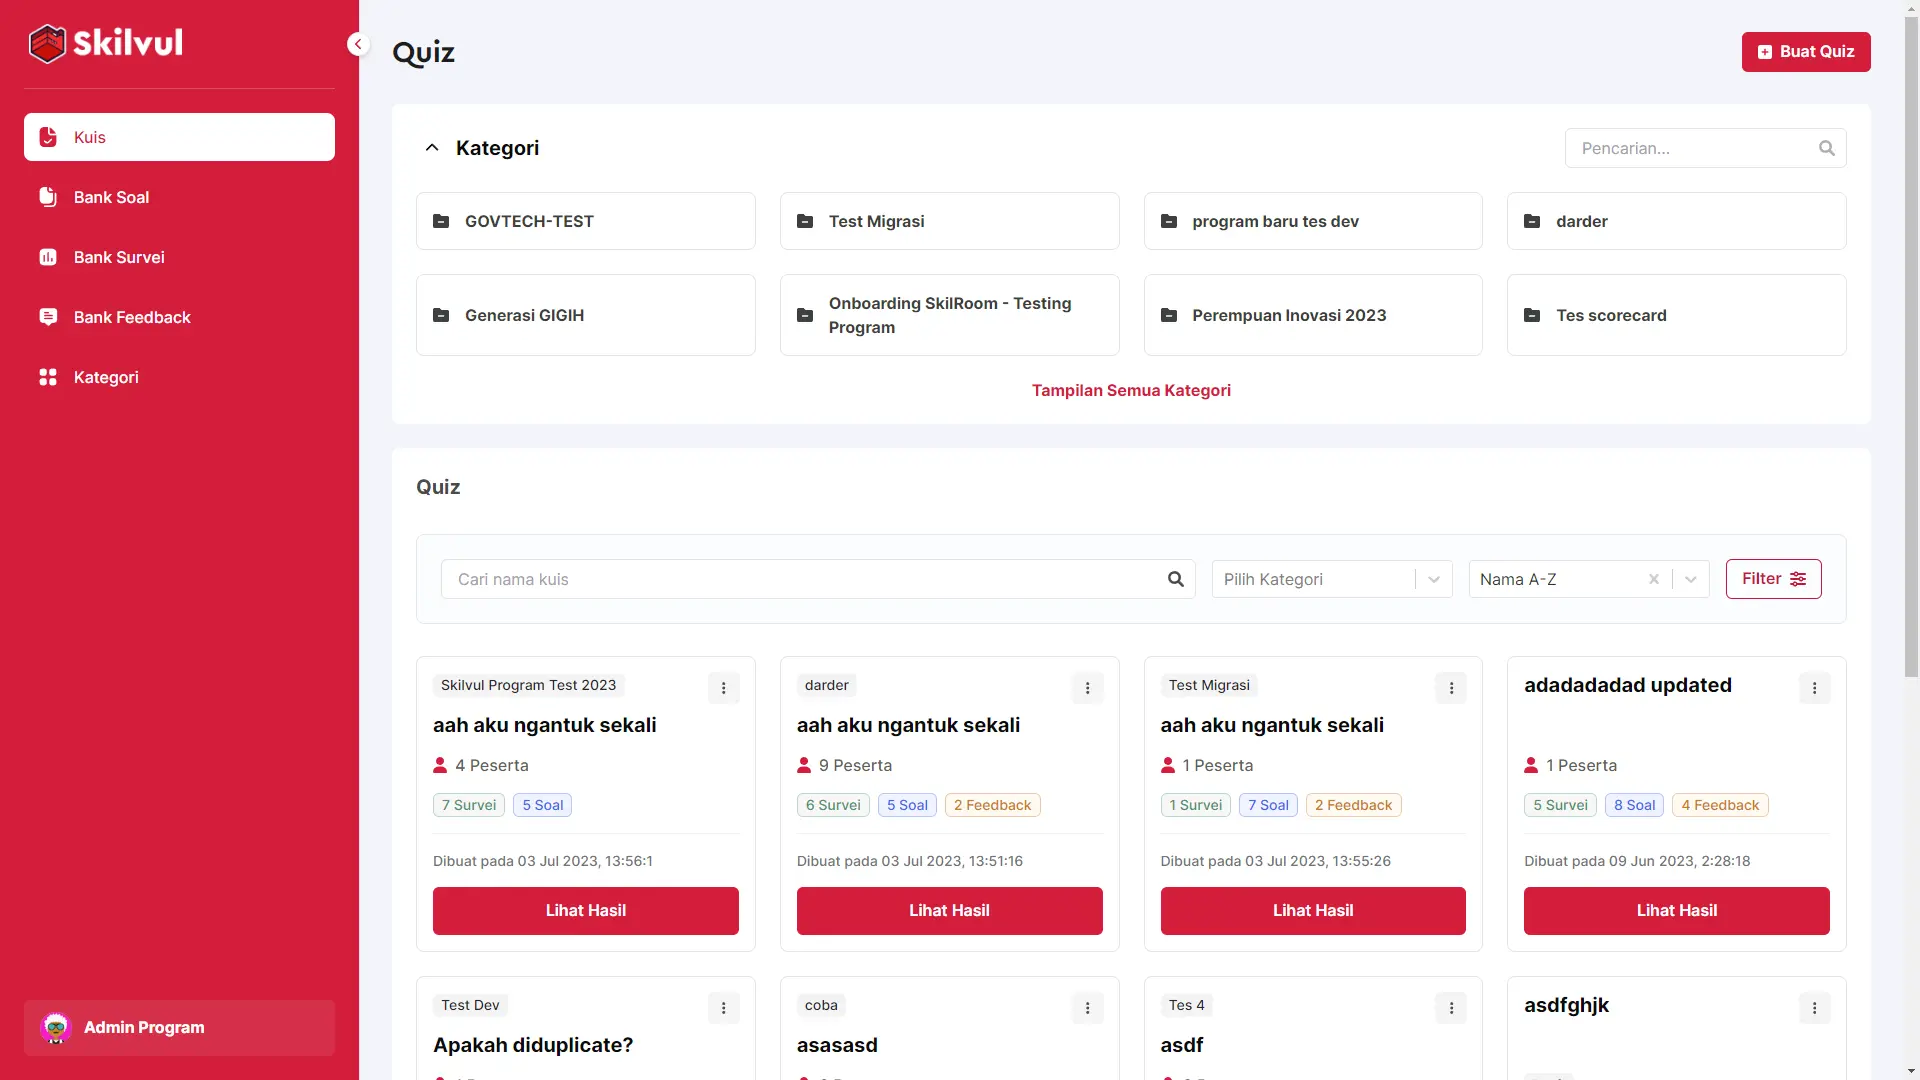 Skilvul
Kuis
Bank Soal
Bank Survei
Bank Feedback
Kategori
Admin Program
Quiz
Buat Quiz
Kategori
Pencarian...
GOVTECH-TEST
Test Migrasi
program baru tes dev
darder
Generasi GIGIH
Onboarding SkilRoom - Testing
Program
Perempuan Inovasi 2023
Tes scorecard
Tampilan Semua Kategori
Quiz
Cari nama kuis
Pilih Kategori
Nama A-Z
Filter
Skilvul Program Test 2023
aah aku ngantuk sekali
4 Peserta
7 Survei
5 Soal
Dibuat pada 03 Jul 2023, 13:56:1
Lihat Hasil
darder
aah aku ngantuk sekali
9 Peserta
6 Survei
5 Soal
2 Feedback
Dibuat pada 03 Jul 2023, 13:51:16
Lihat Hasil
Test Migrasi
aah aku ngantuk sekali
1 Peserta
1 Survei
7 Soal
2 Feedback
Dibuat pada 03 Jul 2023, 13:55:26
Lihat Hasil
adadadadad updated
1 Peserta
5 Survei
8 Soal
4 Feedback
Dibuat pada 09 Jun 2023, 2:28:18
Lihat Hasil
Test Dev
Apakah diduplicate?
coba
asasasd
Tes 4
asdf
asdfghjk